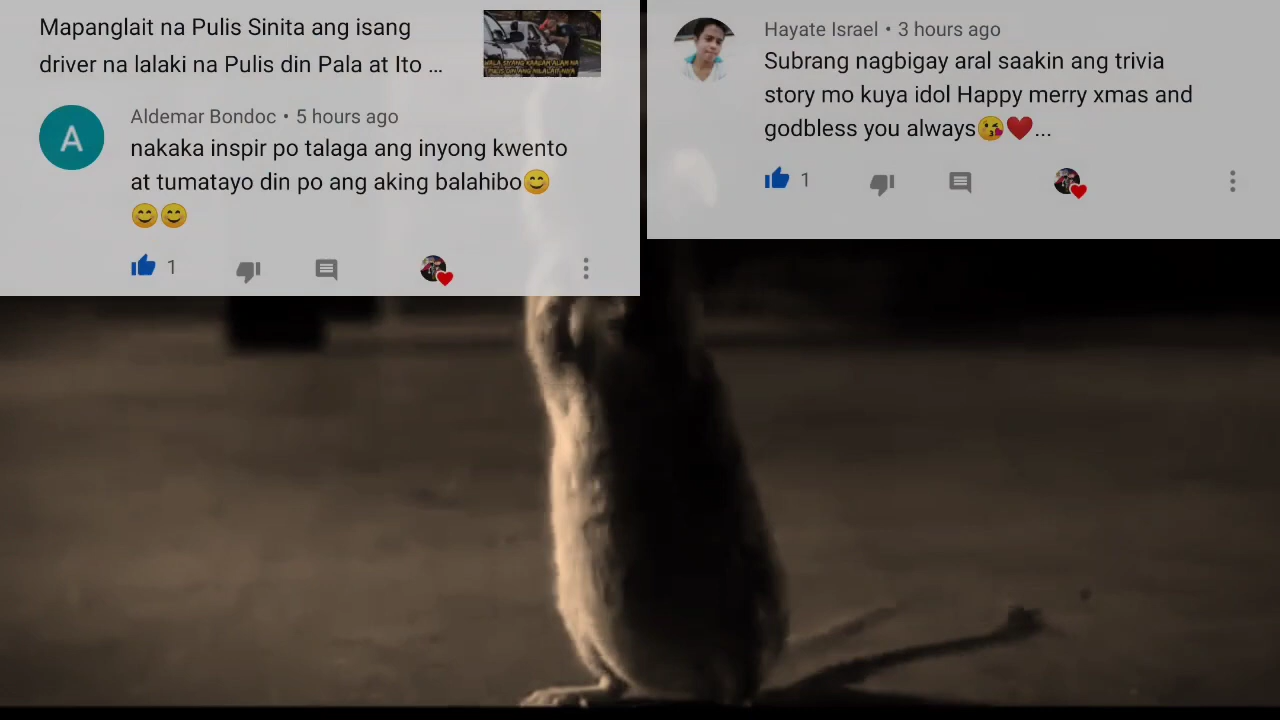 Mapanglait na Pulis Sinita ang isang
driver na lalaki na Pulis din Pala at Ito ...
Aldemar Bondoc • 5 hours ago
nakaka inspir po talaga ang inyong kwento
at tumatayo din po ang aking balahibo😊
😊😊
1
Hayate Israel • 3 hours ago
Subrang nagbigay aral saakin ang trivia
story mo kuya idol Happy merry xmas and
godbless you always😘❤️...
1